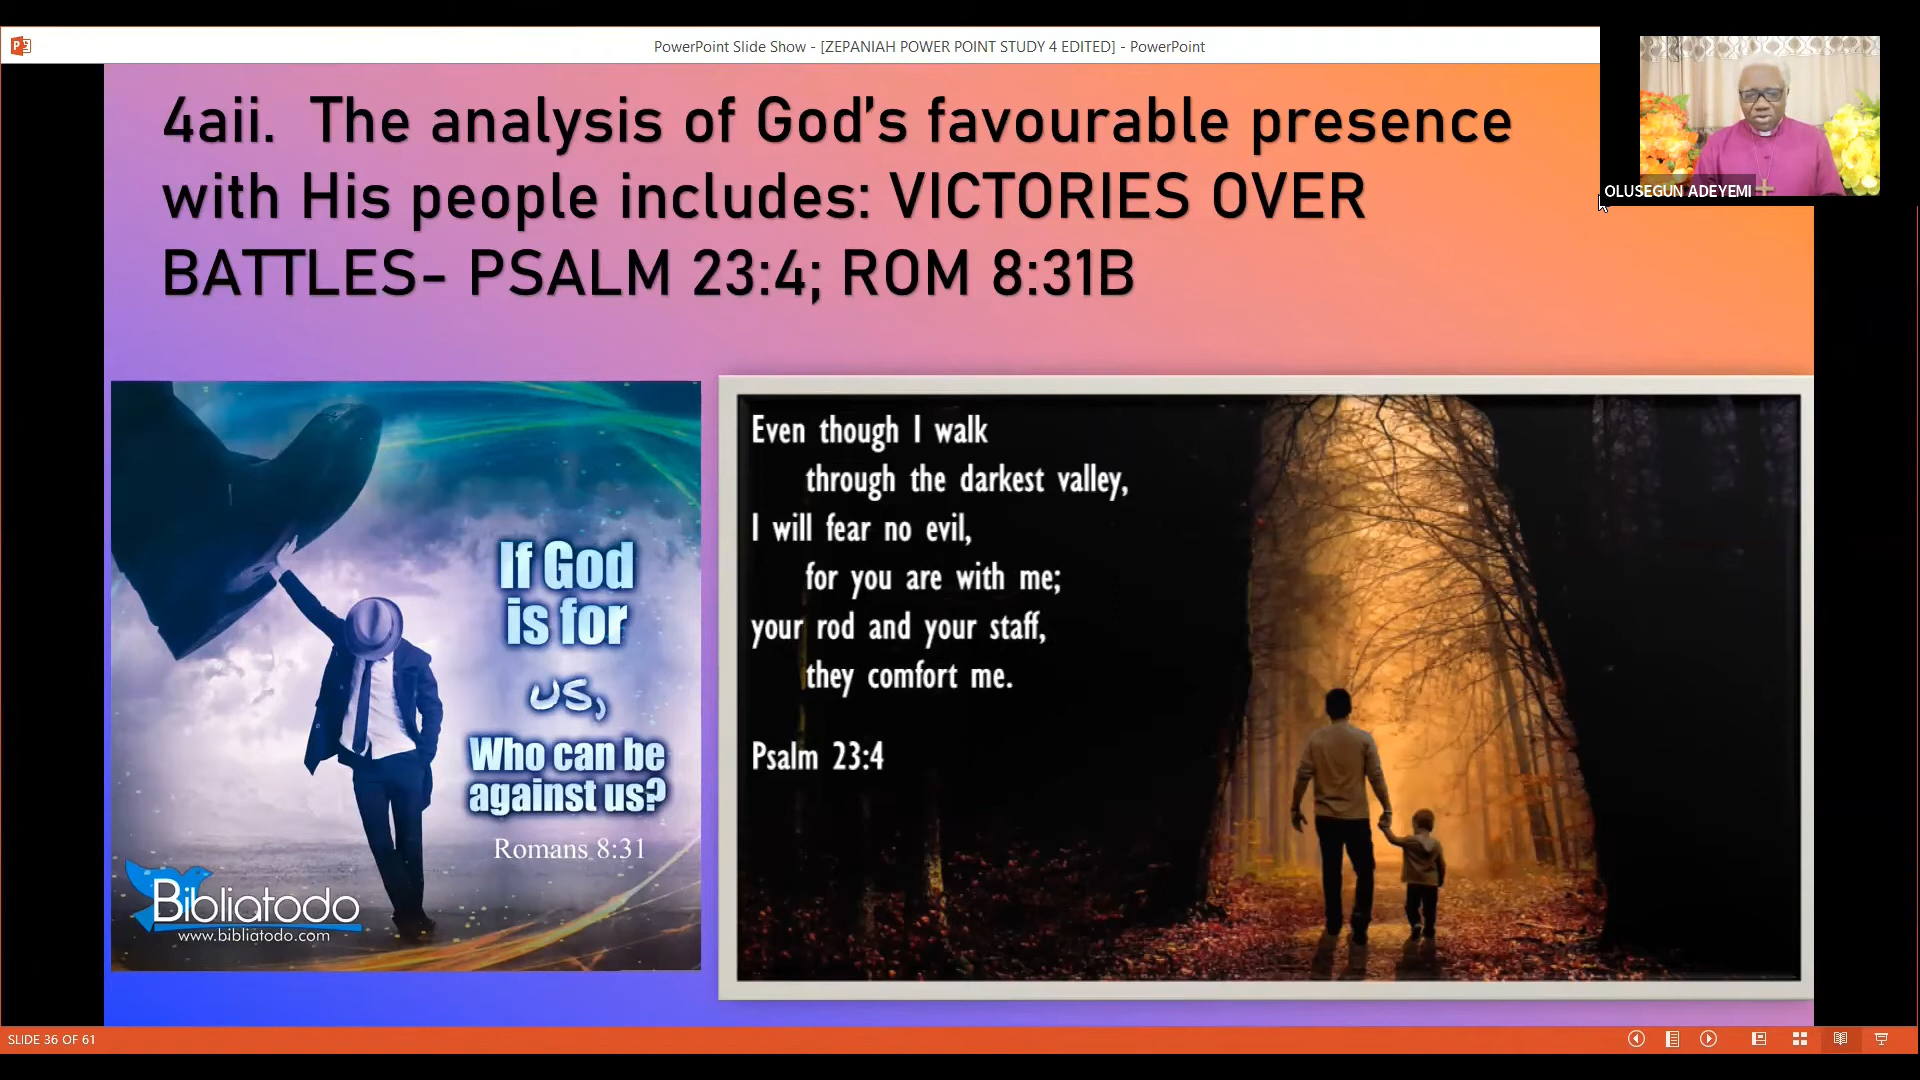 PowerPoint Slide Show - [ZEPANIAH POWER POINT STUDY 4 EDITED] - PowerPoint
4aii. The analysis of God's favourable presence
with His people includes: VICTORIES OVER
BATTLES- PSALM 23:4; ROM 8:31B
OLUSEGUN ADEYEMI
If God
is for
us,
Who can be
against us?
Romans 8:31
Bibliatodo
www.bibliatodo.com
Even though I walk
through the darkest valley,
I will fear no evil,
for you are with me;
your rod and your staff,
they comfort me.
Psalm 23:4
SLIDE 36 OF 61